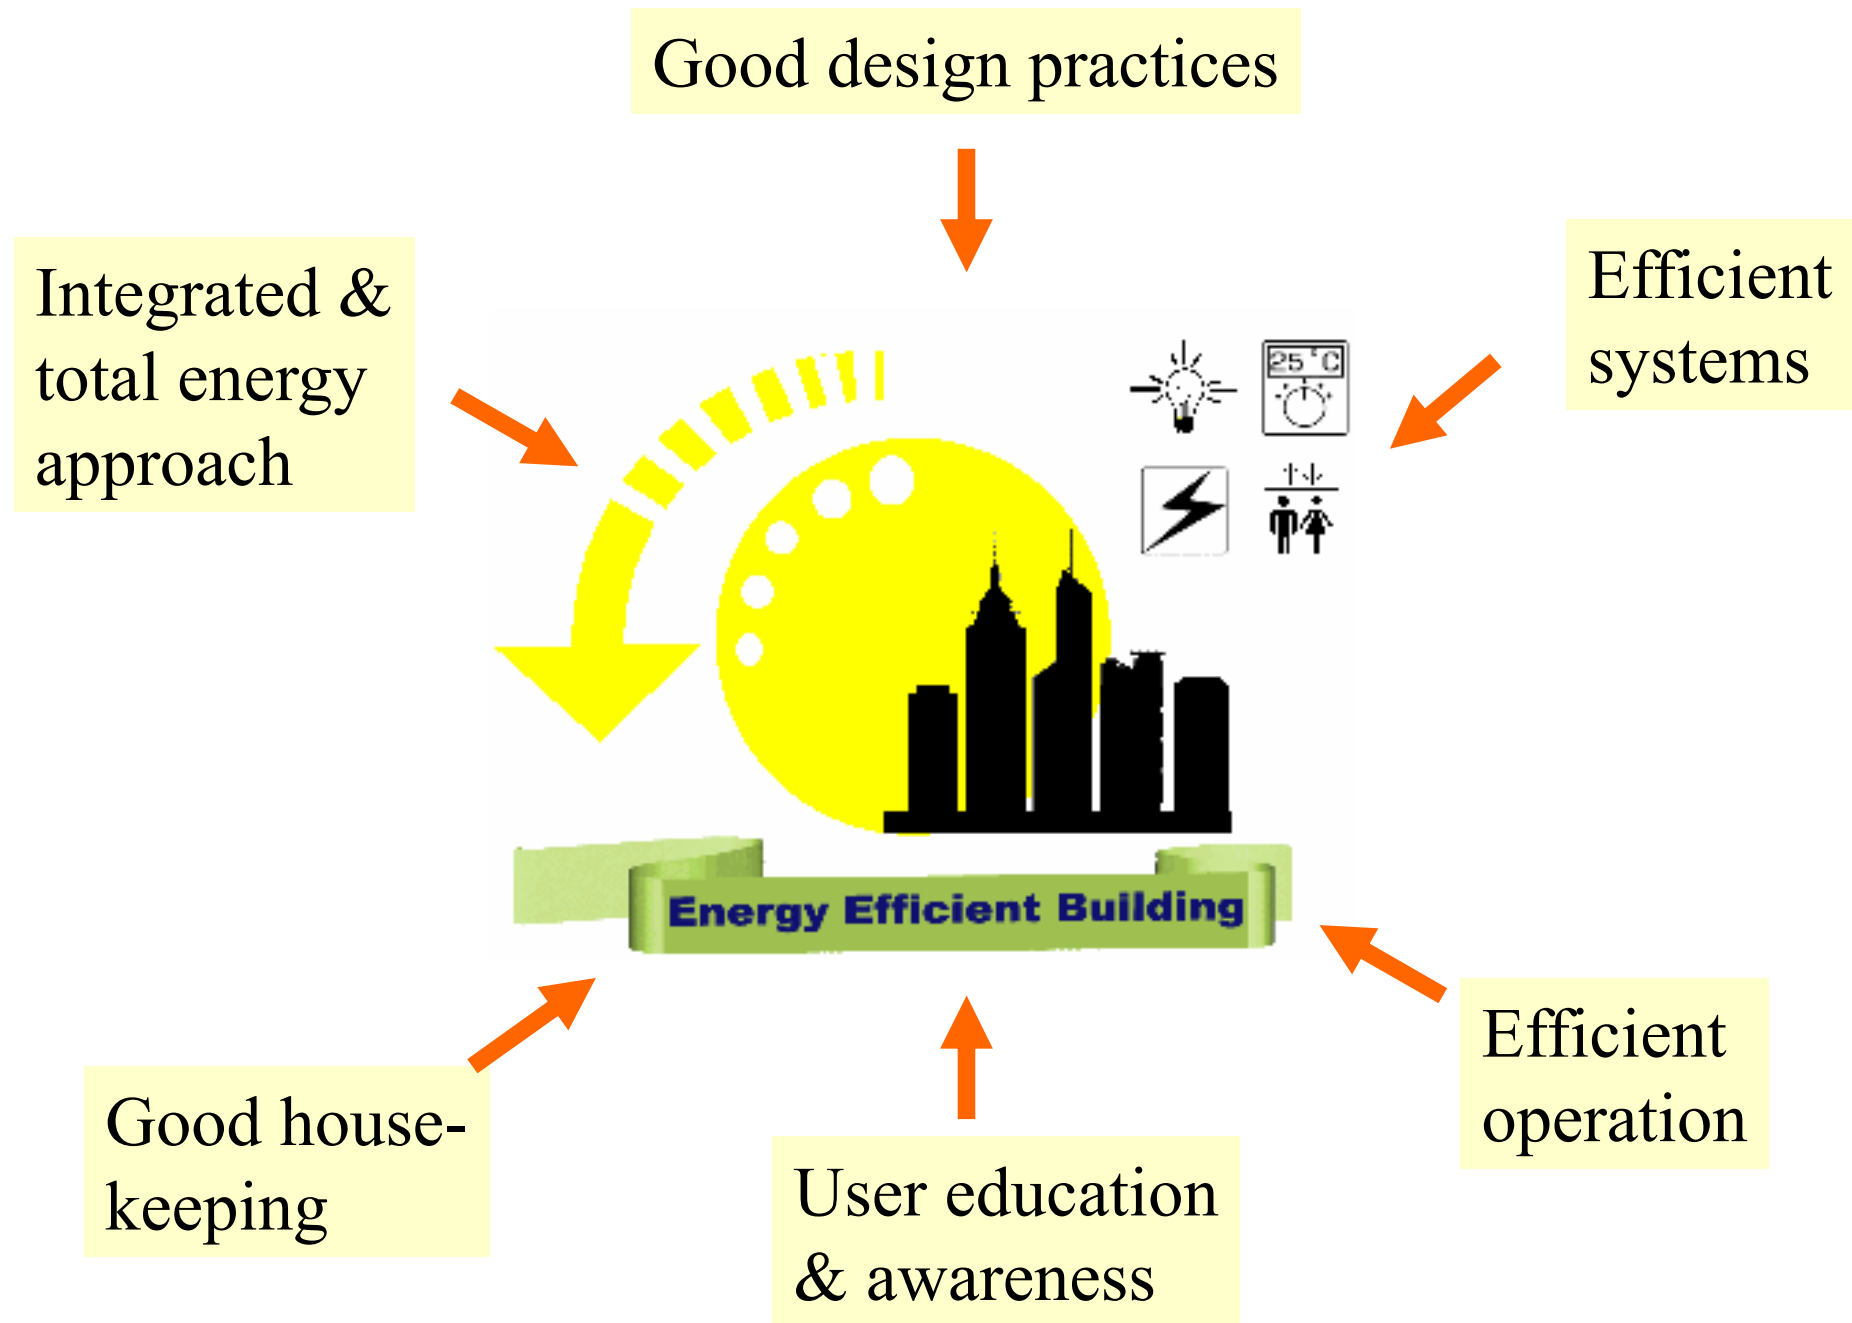 Good design practices
Integrated &
total energy
approach
Efficient
systems
25°C
Energy Efficient Building
Good house-
keeping
User education
& awareness
Efficient
operation